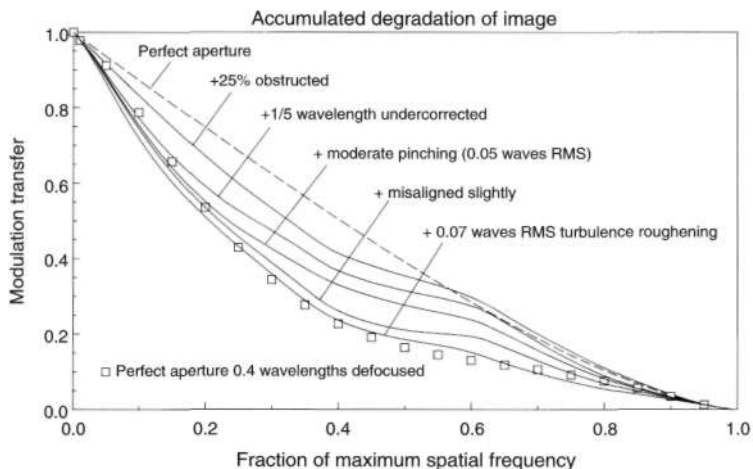 Accumulated degradation of image
Perfect aperture
+25% obstructed
+1/5 wavelength undercorrected
+ moderate pinching (0.05 waves RMS)
+ misaligned slightly
+ 0.07 waves RMS turbulence roughening
□ Perfect aperture 0.4 wavelengths defocused
Modulation transfer
1.0
0.8
0.6
0.4
0.2
0.0
0.0 0.2 0.4 0.6 0.8 1.0
Fraction of maximum spatial frequency